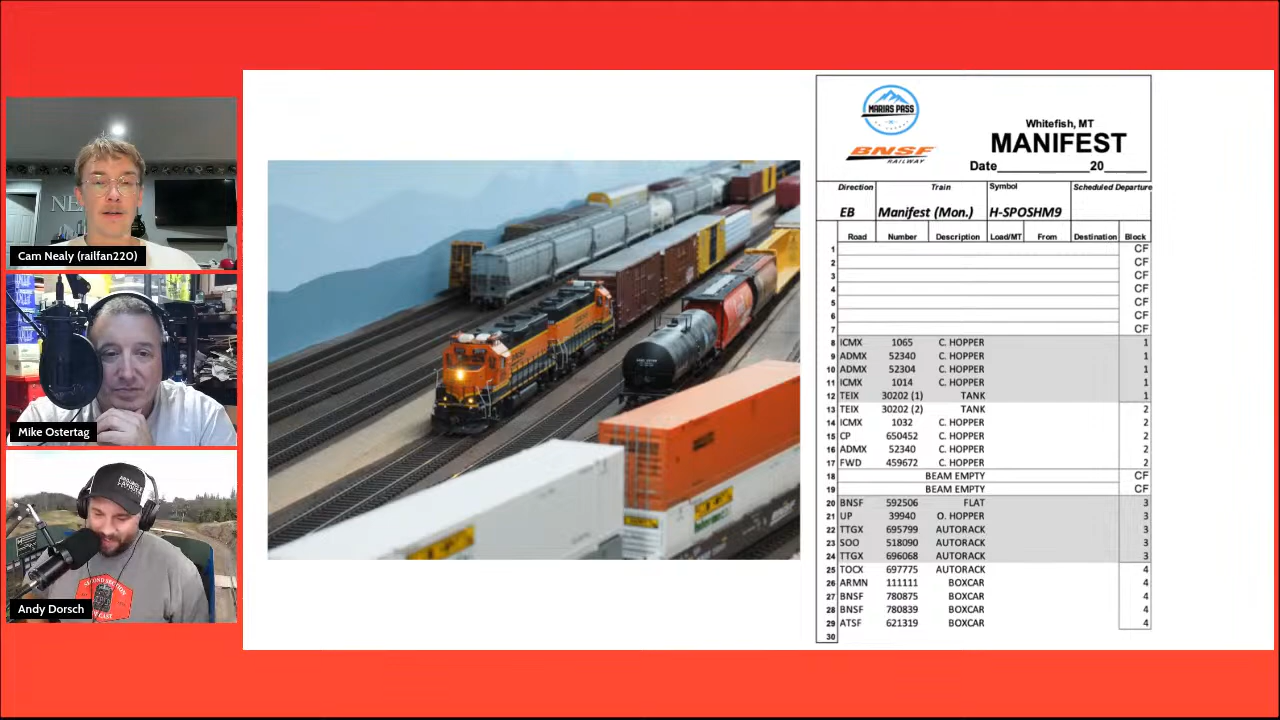 NE
Cam Nealy (railfan220)
Mike Ostertag
SECOND SECTION
Andy Dorsch
MARIAS PASS
BNSF
RAILWAY
Whitefish, MT
MANIFEST
Date____________20_____
Direction Train Symbol Scheduled Departure
EB Manifest (Mon.) H-SPOSHM9
Road Number Description Load/MT From Destination Block
1 CF
2 CF
3 CF
4 CF
5 CF
6 CF
7 CF
8 ICMX 1065 C. HOPPER 1
9 ADMX 52340 C. HOPPER 1
10 ADMX 52304 C. HOPPER 1
11 ICMX 1014 C. HOPPER 1
12 TEIX 30202 (1) TANK 1
13 TEIX 30202 (2) TANK 2
14 ICMX 1032 C. HOPPER 2
15 CP 650452 C. HOPPER 2
16 ADMX 52340 C. HOPPER 2
17 FWD 459672 C. HOPPER 2
18 BEAM EMPTY CF
19 BEAM EMPTY CF
20 BNSF 592506 FLAT 3
21 UP 39940 O. HOPPER 3
22 TTGX 695799 AUTORACK 3
23 SOO 518090 AUTORACK 3
24 TTGX 696068 AUTORACK 3
25 TOCX 697775 AUTORACK 4
26 ARMN 111111 BOXCAR 4
27 BNSF 780875 BOXCAR 4
28 BNSF 780839 BOXCAR 4
29 ATSF 621319 BOXCAR 4
30